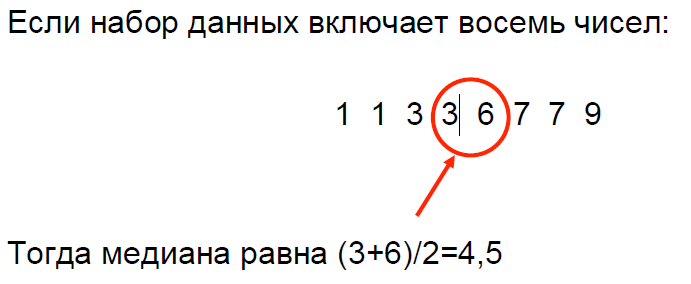 Если набор данных включает восемь чисел:
1 1 3 3 6 7 7 9
Тогда медиана равна (3+6)/2=4,5